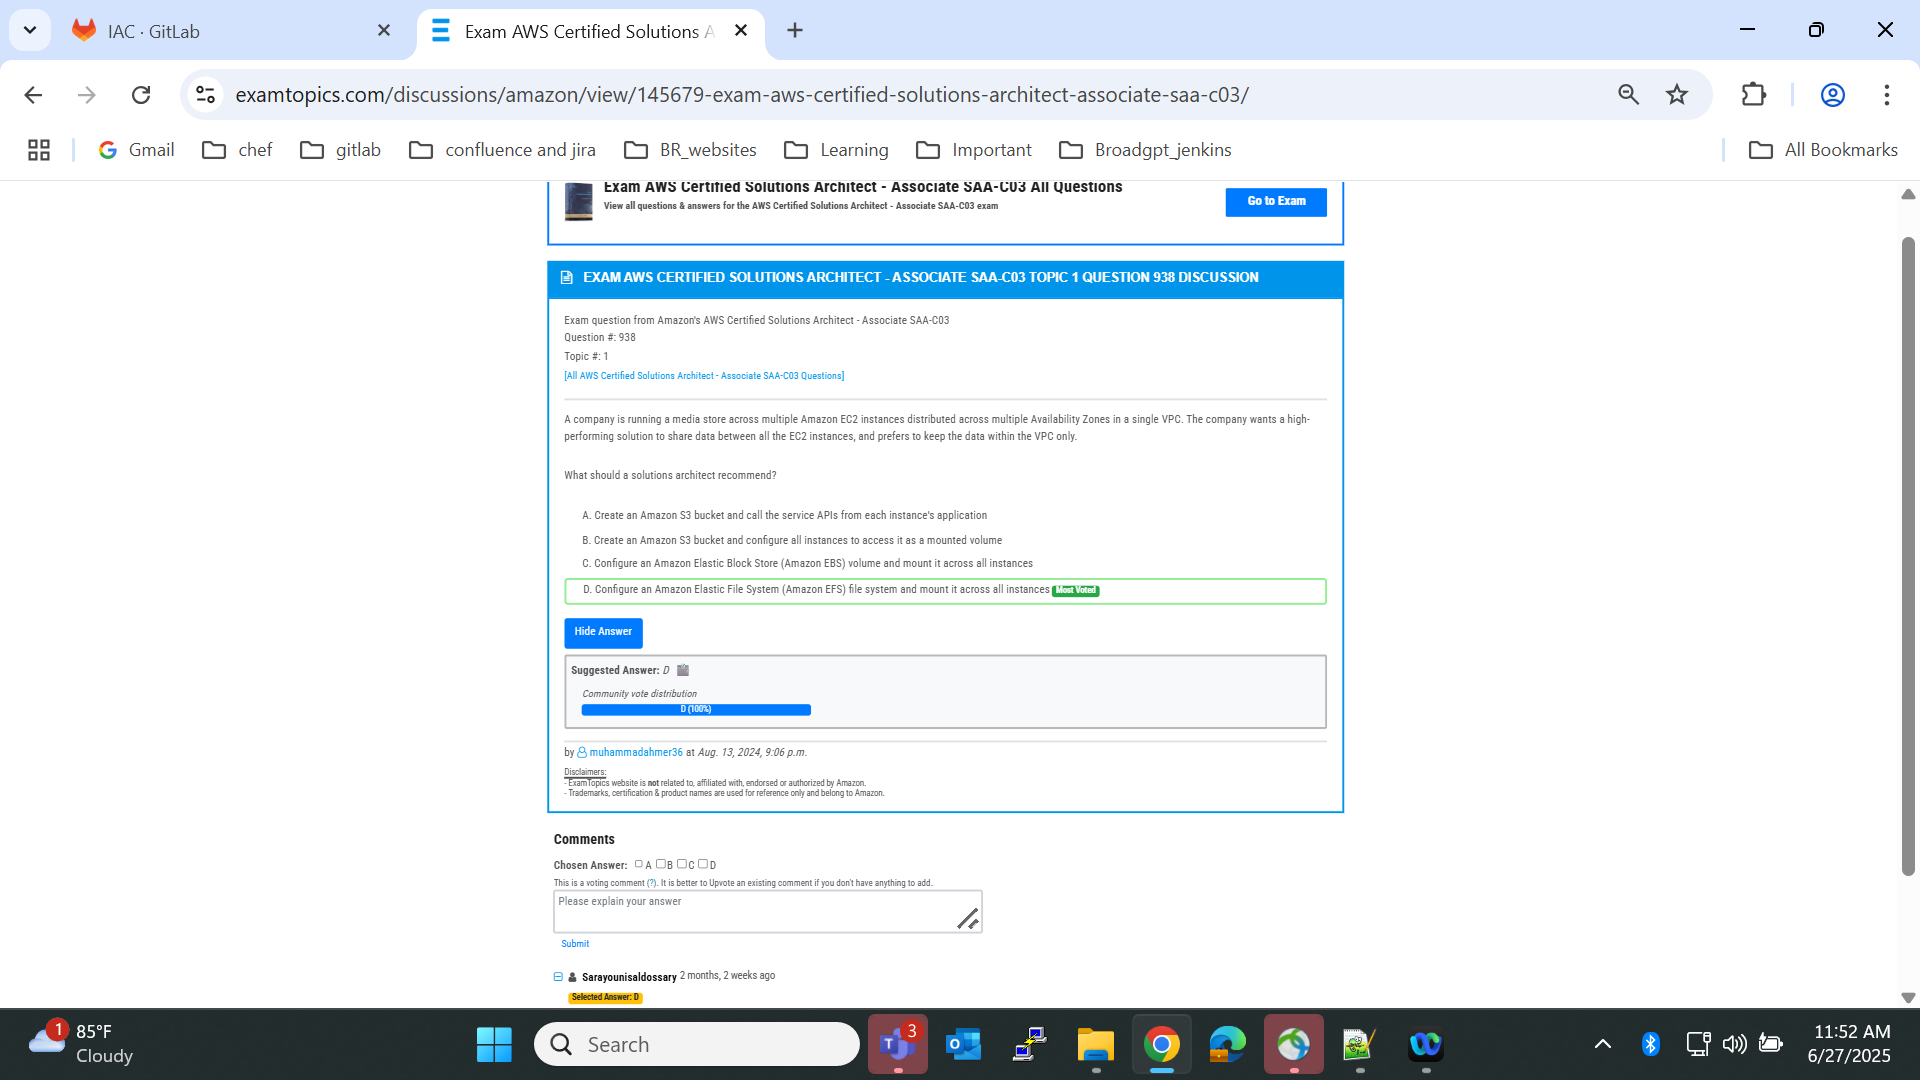 IAC · GitLab
Exam AWS Certified Solutions A
examtopics.com/discussions/amazon/view/145679-exam-aws-certified-solutions-architect-associate-saa-c03/
Gmail
chef
gitlab
confluence and jira
BR_websites
Learning
Important
Broadgpt_jenkins
All Bookmarks
Exam AWS Certified Solutions Architect - Associate SAA-C03 All Questions
View all questions & answers for the AWS Certified Solutions Architect - Associate SAA-C03 exam
Go to Exam
EXAM AWS CERTIFIED SOLUTIONS ARCHITECT - ASSOCIATE SAA-C03 TOPIC 1 QUESTION 938 DISCUSSION
Exam question from Amazon's AWS Certified Solutions Architect - Associate SAA-C03
Question #: 938
Topic #: 1
[All AWS Certified Solutions Architect - Associate SAA-C03 Questions]
A company is running a media store across multiple Amazon EC2 instances distributed across multiple Availability Zones in a single VPC. The company wants a high-
performing solution to share data between all the EC2 instances, and prefers to keep the data within the VPC only.
What should a solutions architect recommend?
A. Create an Amazon S3 bucket and call the service APIs from each instance's application
B. Create an Amazon S3 bucket and configure all instances to access it as a mounted volume
C. Configure an Amazon Elastic Block Store (Amazon EBS) volume and mount it across all instances
D. Configure an Amazon Elastic File System (Amazon EFS) file system and mount it across all instances Most Voted
Hide Answer
Suggested Answer: D
Community vote distribution
D (100%)
by muhammadahmer36 at Aug. 13, 2024, 9:06 p.m.
Disclaimers:
- ExamTopics website is not related to, affiliated with, endorsed or authorized by Amazon.
- Trademarks, certification & product names are used for reference only and belong to Amazon.
Comments
Chosen Answer: A B C D
This is a voting comment (?). It is better to Upvote an existing comment if you don't have anything to add.
Please explain your answer
Submit
Sarayounisaldossary 2 months, 2 weeks ago
Selected Answer: D
1
85°F
Cloudy
Search
3
11:52 AM
6/27/2025